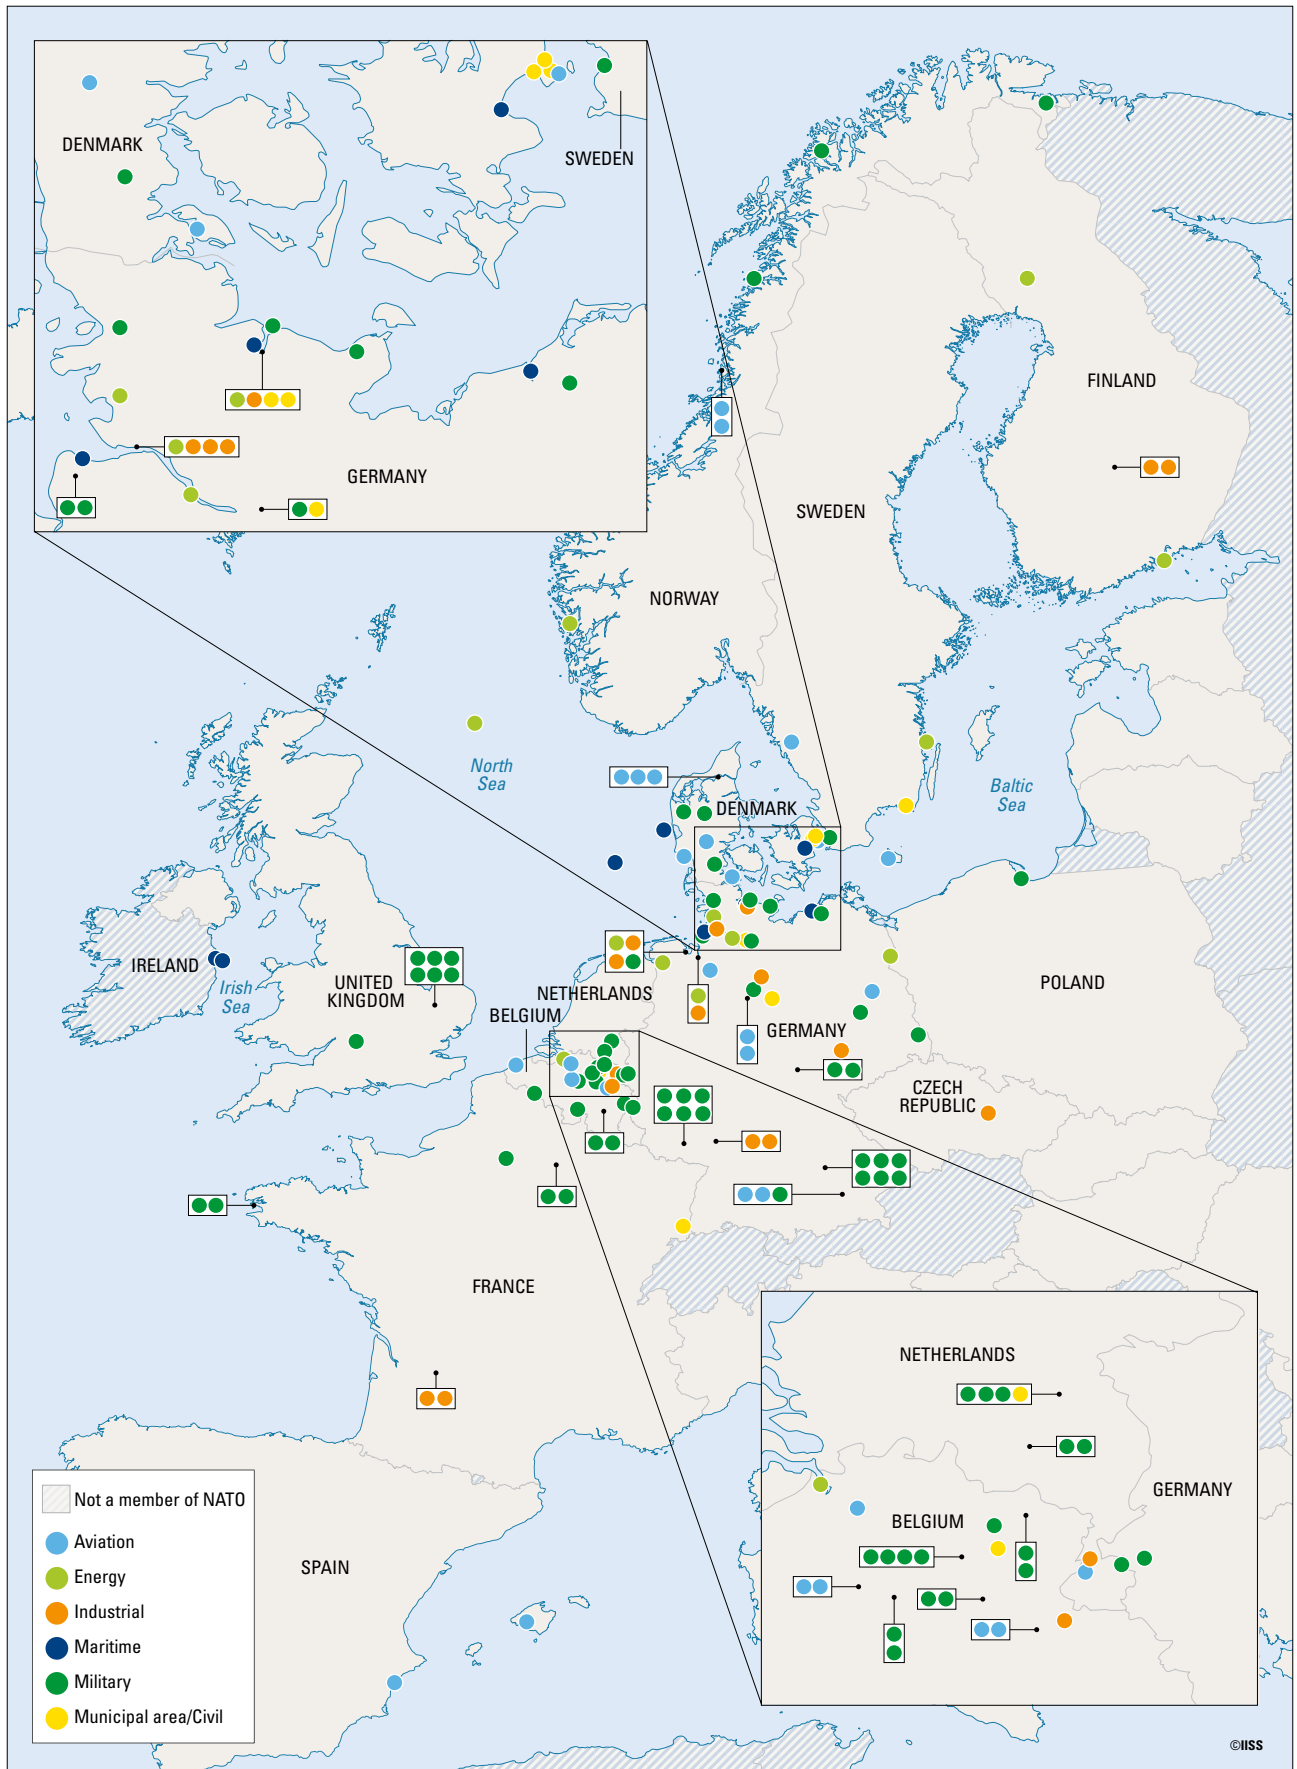 DENMARK
SWEDEN
GERMANY
FINLAND
SWEDEN
NORWAY
North
Sea
Baltic
Sea
DENMARK
IRELAND
Irish
Sea
UNITED
KINGDOM
NETHERLANDS
BELGIUM
GERMANY
POLAND
CZECH
REPUBLIC
FRANCE
NETHERLANDS
GERMANY
BELGIUM
SPAIN
Not a member of NATO
Aviation
Energy
Industrial
Maritime
Military
Municipal area/Civil
©IISS